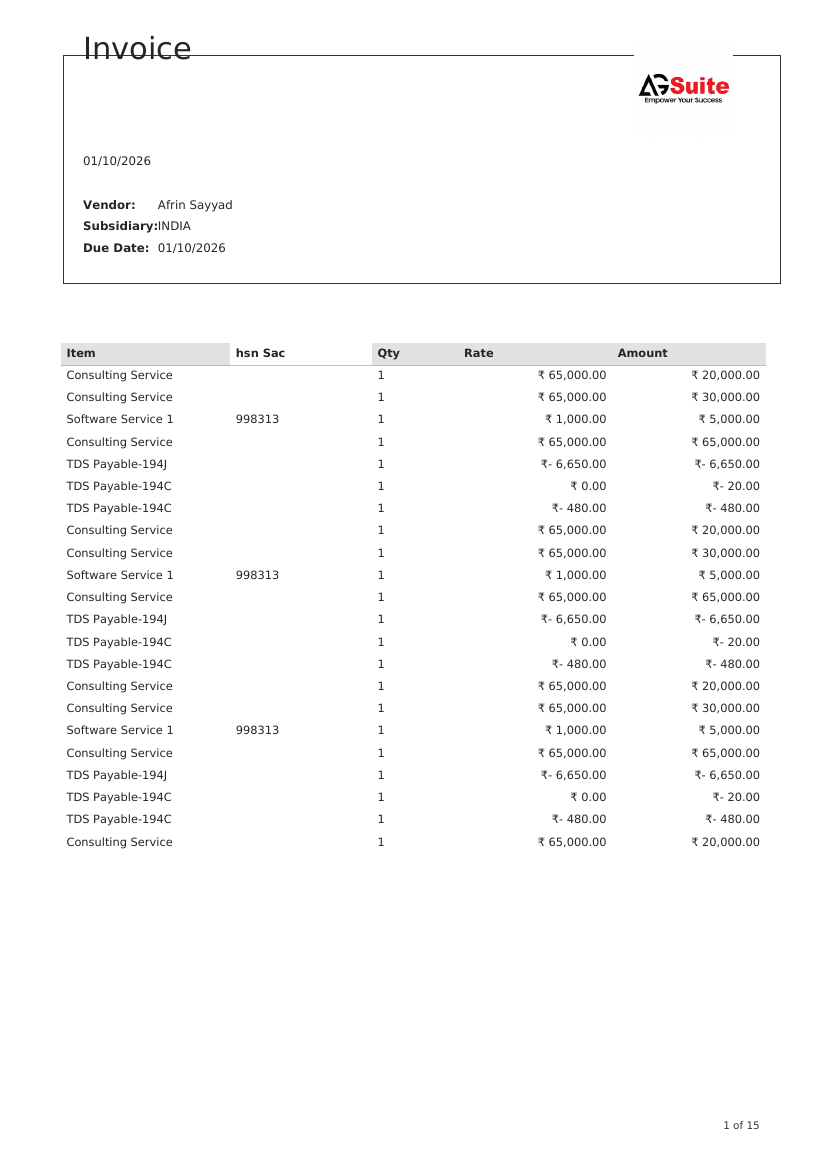 Invoice
AGSuite
Empower Your Success
01/10/2026
Vendor: Afrin Sayyad
Subsidiary:INDIA
Due Date: 01/10/2026
Item hsn Sac Qty Rate Amount
Consulting Service 1 ₹ 65,000.00 ₹ 20,000.00
Consulting Service 1 ₹ 65,000.00 ₹ 30,000.00
Software Service 1 998313 1 ₹ 1,000.00 ₹ 5,000.00
Consulting Service 1 ₹ 65,000.00 ₹ 65,000.00
TDS Payable-194J 1 ₹- 6,650.00 ₹- 6,650.00
TDS Payable-194C 1 ₹ 0.00 ₹- 20.00
TDS Payable-194C 1 ₹- 480.00 ₹- 480.00
Consulting Service 1 ₹ 65,000.00 ₹ 20,000.00
Consulting Service 1 ₹ 65,000.00 ₹ 30,000.00
Software Service 1 998313 1 ₹ 1,000.00 ₹ 5,000.00
Consulting Service 1 ₹ 65,000.00 ₹ 65,000.00
TDS Payable-194J 1 ₹- 6,650.00 ₹- 6,650.00
TDS Payable-194C 1 ₹ 0.00 ₹- 20.00
TDS Payable-194C 1 ₹- 480.00 ₹- 480.00
Consulting Service 1 ₹ 65,000.00 ₹ 20,000.00
Consulting Service 1 ₹ 65,000.00 ₹ 30,000.00
Software Service 1 998313 1 ₹ 1,000.00 ₹ 5,000.00
Consulting Service 1 ₹ 65,000.00 ₹ 65,000.00
TDS Payable-194J 1 ₹- 6,650.00 ₹- 6,650.00
TDS Payable-194C 1 ₹ 0.00 ₹- 20.00
TDS Payable-194C 1 ₹- 480.00 ₹- 480.00
Consulting Service 1 ₹ 65,000.00 ₹ 20,000.00
1 of 15